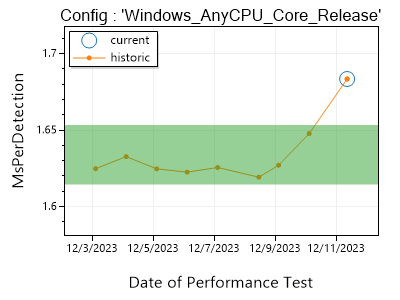 Config : 'Windows_AnyCPU_Core_Release'
current
historic
1.7
1.65
1.6
MsPerDetection
12/3/2023 12/5/2023 12/7/2023 12/9/2023 12/11/2023
Date of Performance Test